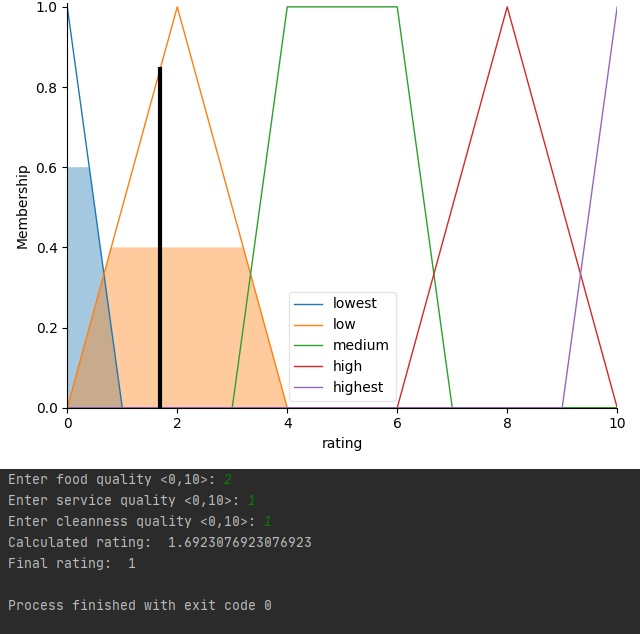 1.0
0.8
0.6
0.4
0.2
0.0
Membership
0 2 4 6 8 10
rating
lowest
low
medium
high
highest
Enter food quality <0,10>: 2
Enter service quality <0,10>: 1
Enter cleanness quality <0,10>: 1
Calculated rating:  1.6923076923076923
Final rating:  1
Process finished with exit code 0